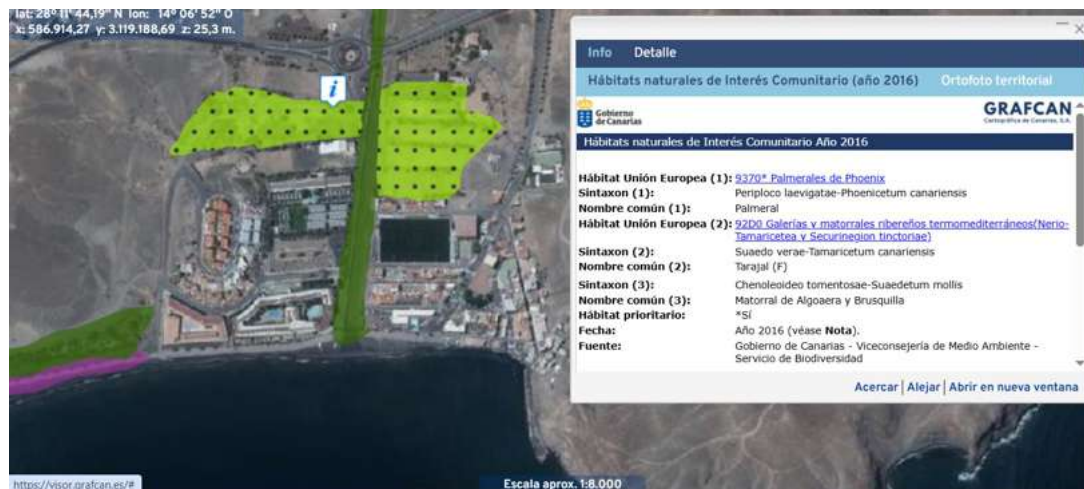 lat: 28º 11' 44,19" N lon: 14º 06' 52" O
x: 586.914,27 y: 3.119.188,69 z: 25,3 m.
i
Info Detalle
Hábitats naturales de Interés Comunitario (año 2016) Ortofoto territorial
Gobierno
de Canarias
GRAFCAN
Cartográfica de Canarias, S.A.
Hábitats naturales de Interés Comunitario Año 2016
Hábitat Unión Europea (1): 9370* Palmerales de Phoenix
Sintaxon (1): Periploco laevigatae-Phoenicetum canariensis
Nombre común (1): Palmeral
Hábitat Unión Europea (2): 92D0 Galerías y matorrales ribereños termomediterráneos(Nerio-
Tamaricetea y Securinegion tinctoriae)
Sintaxon (2): Suaedo verae-Tamaricetum canariensis
Nombre común (2): Tarajal (F)
Sintaxon (3): Chenoleoideo tomentosae-Suaedetum mollis
Nombre común (3): Matorral de Algoaera y Brusquilla
Hábitat prioritario: *Sí
Fecha: Año 2016 (véase Nota).
Fuente: Gobierno de Canarias - Viceconsejería de Medio Ambiente -
Servicio de Biodiversidad
Acercar | Alejar | Abrir en nueva ventana
https://visor.grafcan.es/#
Escala aprox. 1:8.000